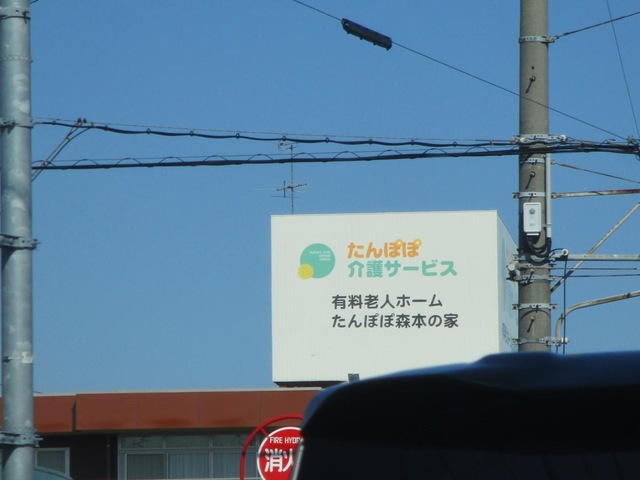 たんぽぽ
介護サービス
有料老人ホーム
たんぽぽ森本の家
FIRE HYD
消